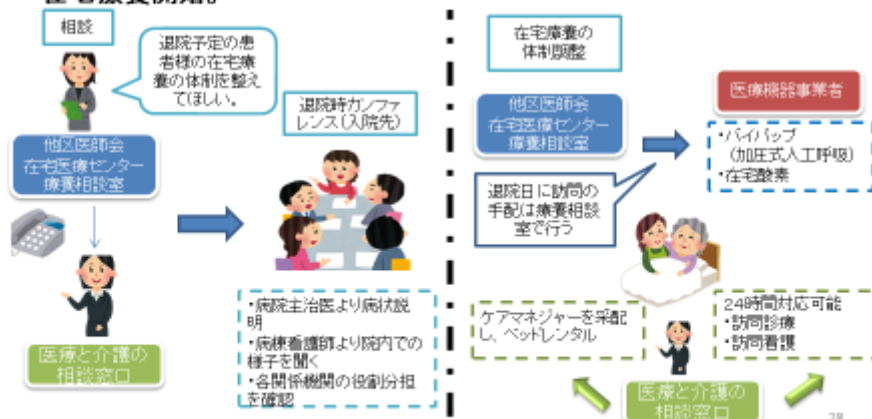 在宅療養開始。
相談
退院予定の患
者様の在宅療
養の体制を整え
てほしい。
他区医師会
在宅医療センター
療養相談室
退院時カンファ
レンス(入院先)
医療と介護の
相談窓口
・病院主治医より病状説
明
・病棟看護師より院内での
様子を聞く
・各関係機関の役割分担
を確認
在宅療養の
体制調整
他区医師会
在宅医療センター
療養相談室
医療機器事業者
・バイパップ
(加圧式人工呼吸)
・在宅酸素
退院日に訪問の
手配は療養相談
室で行う
ケアマネジャーを采配
し、ベッドレンタル
24時間対応可能
・訪問診療
・訪問看護
医療と介護の
相談窓口
28